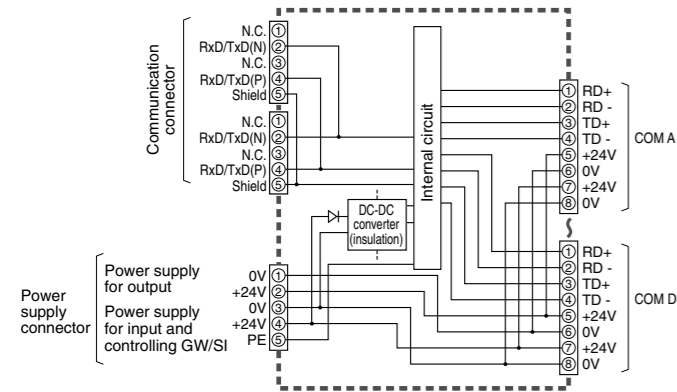 Communication
connector
N.C. ①
RxD/TxD(N) ②
N.C. ③
RxD/TxD(P) ④
Shield ⑤
N.C. ①
RxD/TxD(N) ②
N.C. ③
RxD/TxD(P) ④
Shield ⑤
Power
supply
connector
Power supply
for output
Power supply
for input and
controlling GW/SI
0V ①
+24V ②
0V ③
+24V ④
PE ⑤
DC-DC
converter
(insulation)
Internal circuit
① RD+
② RD -
③ TD+
④ TD -
⑤ +24V
⑥ 0V
⑦ +24V
⑧ 0V
COM A
① RD+
② RD -
③ TD+
④ TD -
⑤ +24V
⑥ 0V
⑦ +24V
⑧ 0V
COM D